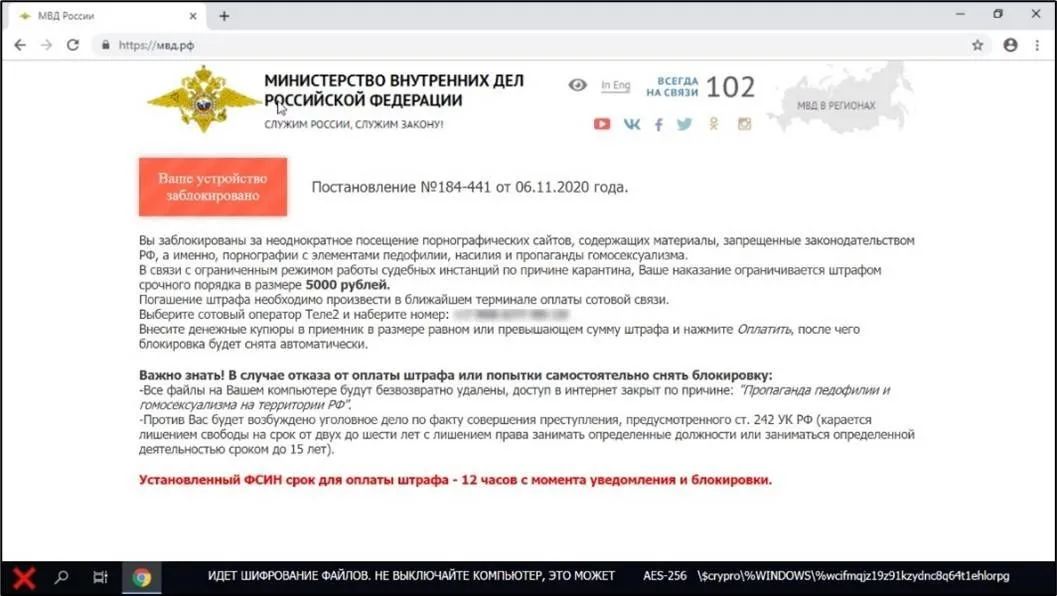 МВД России
https://мвд.рф
МИНИСТЕРСТВО ВНУТРЕННИХ ДЕЛ
РОССИЙСКОЙ ФЕДЕРАЦИИ
СЛУЖИМ РОССИИ, СЛУЖИМ ЗАКОНУ!
In Eng
ВСЕГДА
НА СВЯЗИ
102
МВД В РЕГИОНАХ
Ваше устройство
заблокировано
Постановление №184-441 от 06.11.2020 года.
Вы заблокированы за неоднократное посещение порнографических сайтов, содержащих материалы, запрещенные законодательством
РФ, а именно, порнографии с элементами педофилии, насилия и пропаганды гомосексуализма.
В связи с ограниченным режимом работы судебных инстанций по причине карантина, Ваше наказание ограничивается штрафом
срочного порядка в размере 5000 рублей.
Погашение штрафа необходимо произвести в ближайшем терминале оплаты сотовой связи.
Выберите сотовый оператор Теле2 и наберите номер:
Внесите денежные купюры в приемник в размере равном или превышающем сумму штрафа и нажмите Оплатить, после чего
блокировка будет снята автоматически.
Важно знать! В случае отказа от оплаты штрафа или попытки самостоятельно снять блокировку:
-Все файлы на Вашем компьютере будут безвозвратно удалены, доступ в интернет закрыт по причине: "Пропаганда педофилии и
гомосексуализма на территории РФ".
-Против Вас будет возбуждено уголовное дело по факту совершения преступления, предусмотренного ст. 242 УК РФ (карается
лишением свободы на срок от двух до шести лет с лишением права занимать определенные должности или заниматься определенной
деятельностью сроком до 15 лет).
Установленный ФСИН срок для оплаты штрафа - 12 часов с момента уведомления и блокировки.
ИДЕТ ШИФРОВАНИЕ ФАЙЛОВ. НЕ ВЫКЛЮЧАЙТЕ КОМПЬЮТЕР, ЭТО МОЖЕТ AES-256 \$crypro\%WINDOWS\%wcifmqjz19z91kzydnc8q64t1ehlorpg